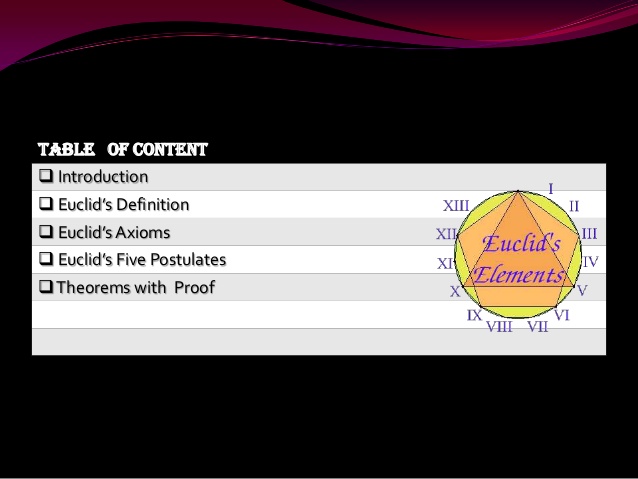 TABLE OF CONTENT
Introduction
Euclid's Definition
Euclid's Axioms
Euclid's Five Postulates
Theorems with Proof
I
II
III
IV
V
VI
VII
VIII
IX
X
XI
XII
XIII
Euclid's
Elements